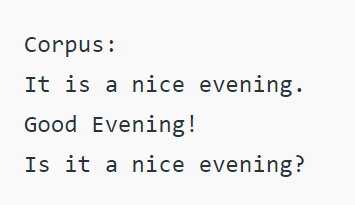 Corpus:
It is a nice evening.
Good Evening!
Is it a nice evening?